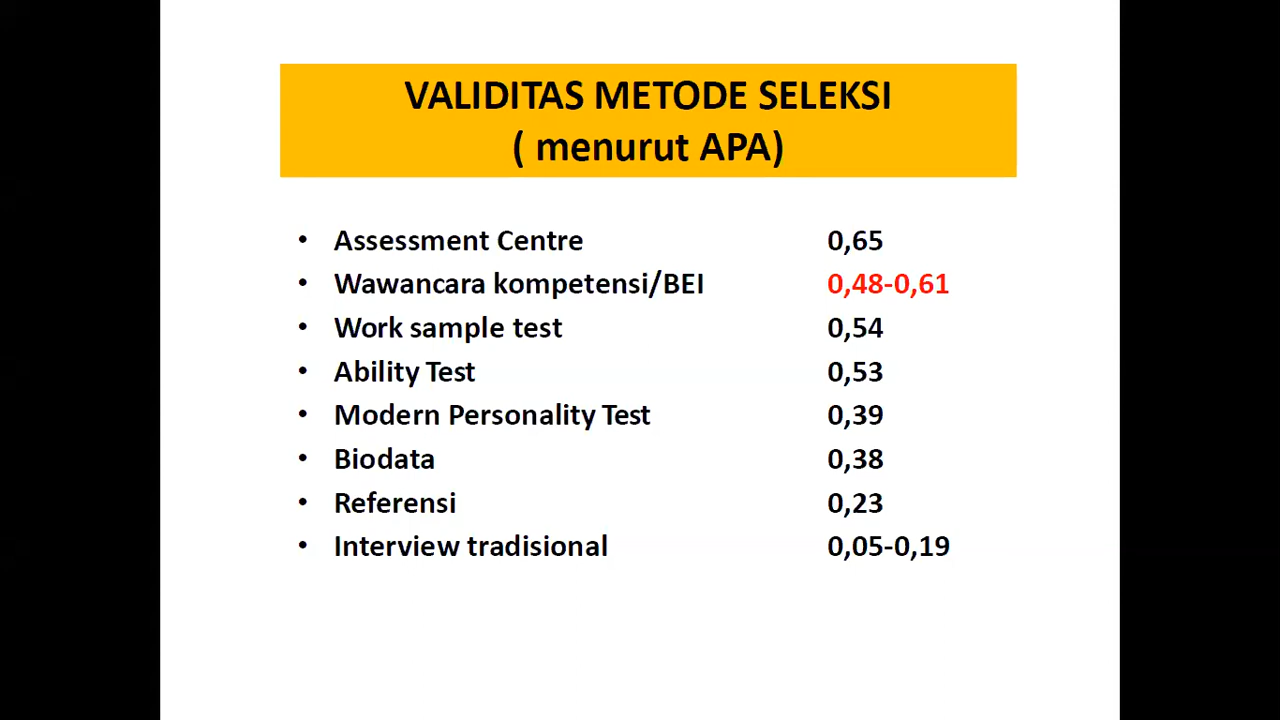 VALIDITAS METODE SELEKSI
( menurut APA)
• Assessment Centre 0,65
• Wawancara kompetensi/BEI 0,48-0,61
• Work sample test 0,54
• Ability Test 0,53
• Modern Personality Test 0,39
• Biodata 0,38
• Referensi 0,23
• Interview tradisional 0,05-0,19